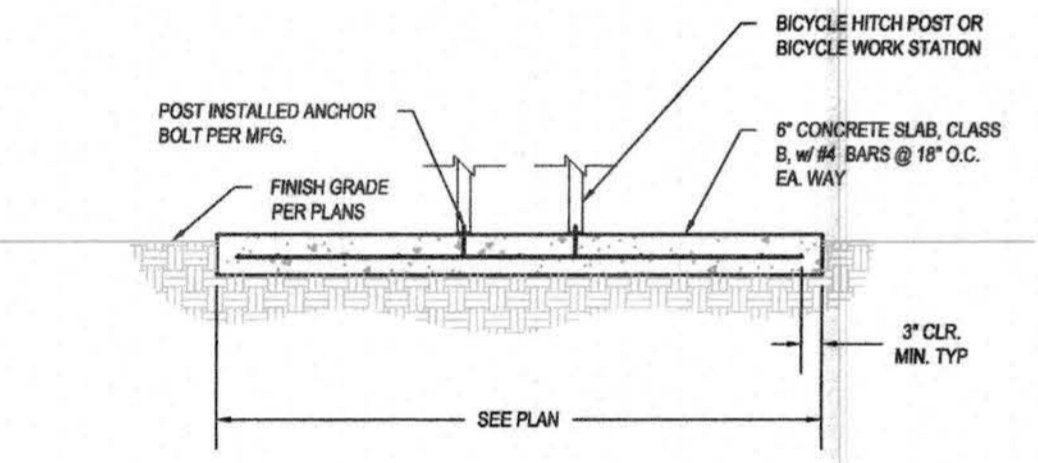 BICYCLE HITCH POST OR
BICYCLE WORK STATION
POST INSTALLED ANCHOR
BOLT PER MFG.
6" CONCRETE SLAB, CLASS
B, w/ #4 BARS @ 18" O.C.
EA. WAY
FINISH GRADE
PER PLANS
3" CLR.
MIN. TYP
SEE PLAN